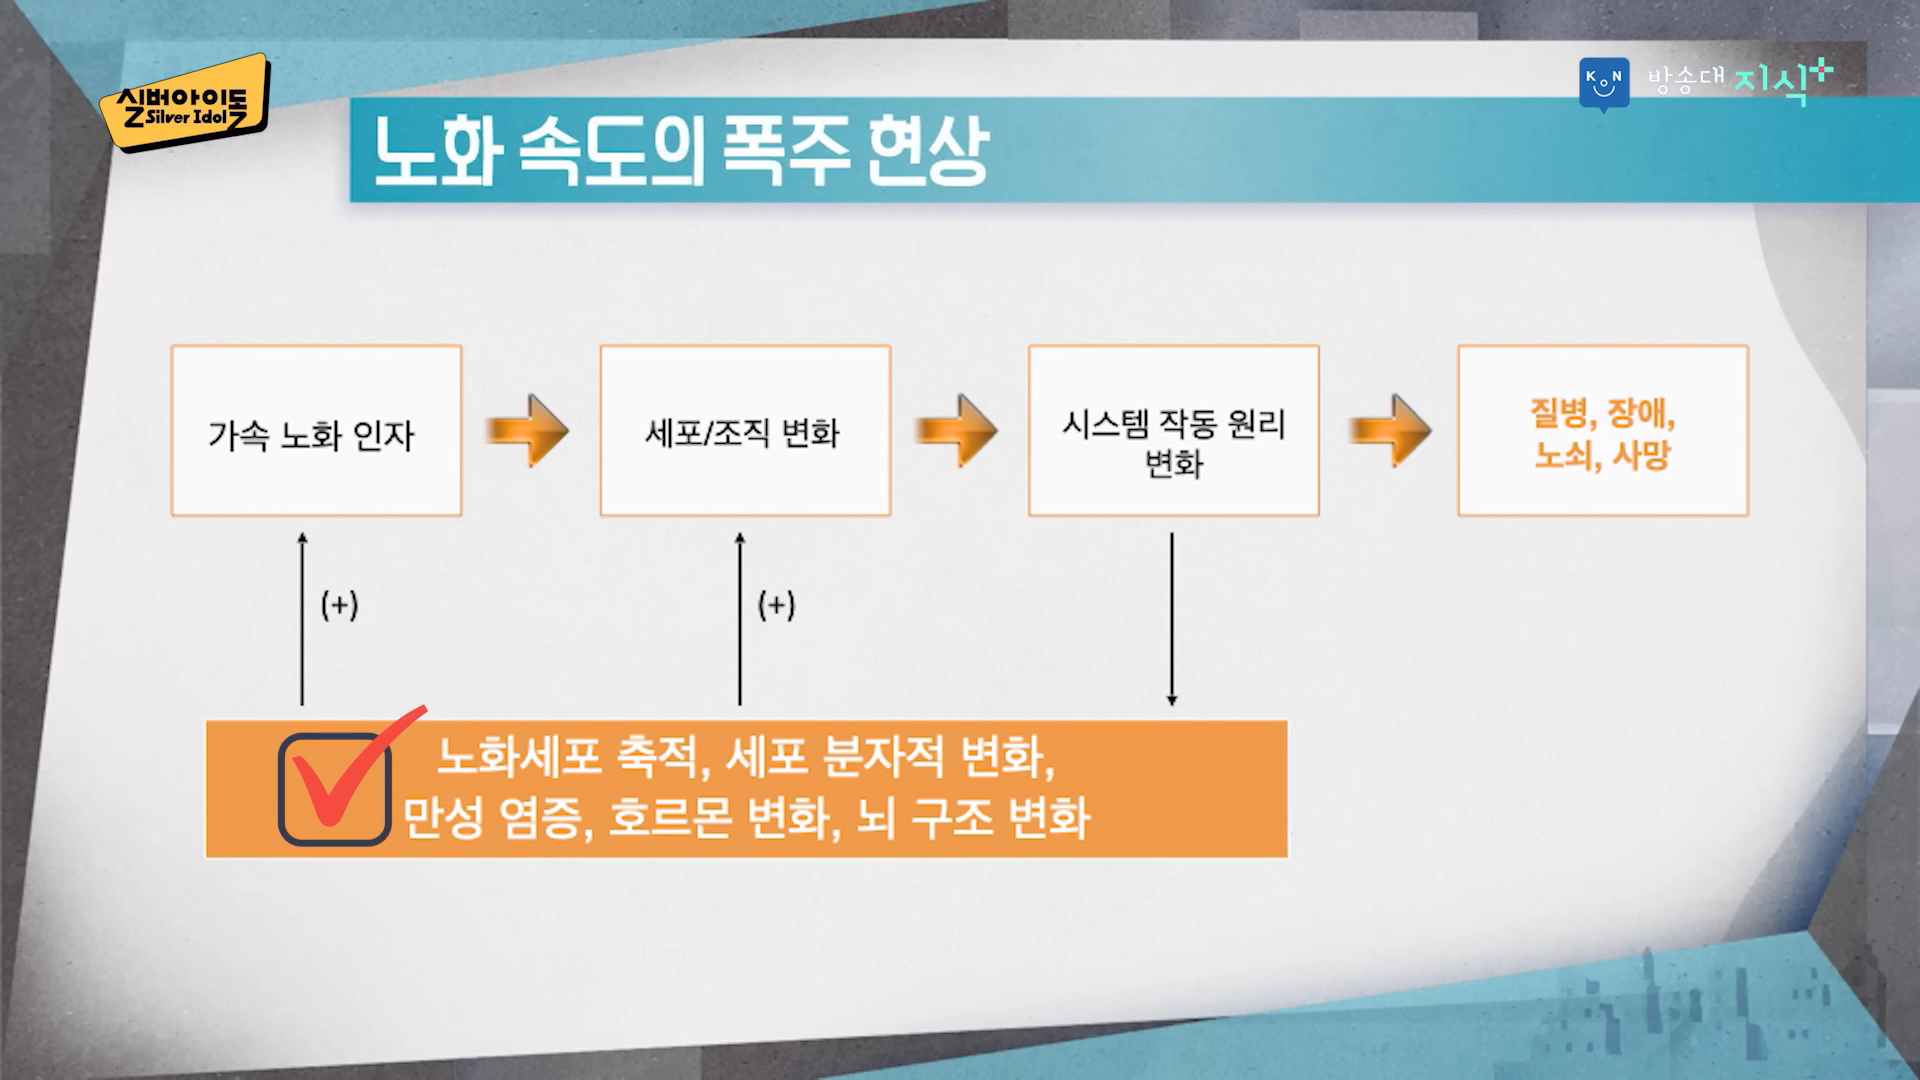 실버아이돌
Silver Idol
KON
방송대 지식+
노화 속도의 폭주 현상
가속 노화 인자
세포/조직 변화
시스템 작동 원리
변화
질병, 장애,
노쇠, 사망
(+)
(+)
노화세포 축적, 세포 분자적 변화,
만성 염증, 호르몬 변화, 뇌 구조 변화